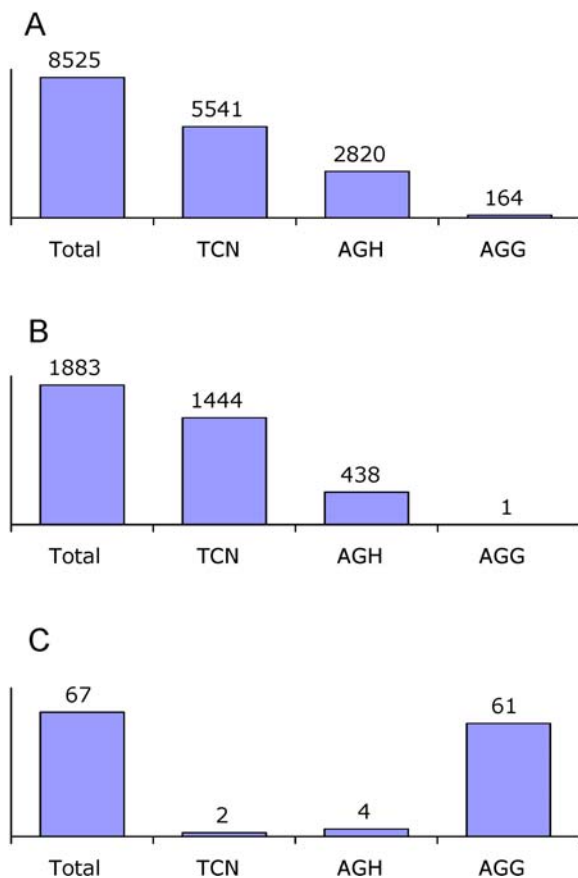 A
8525
5541
2820
164
Total TCN AGH AGG
B
1883
1444
438
1
Total TCN AGH AGG
C
67
61
2
4
Total TCN AGH AGG